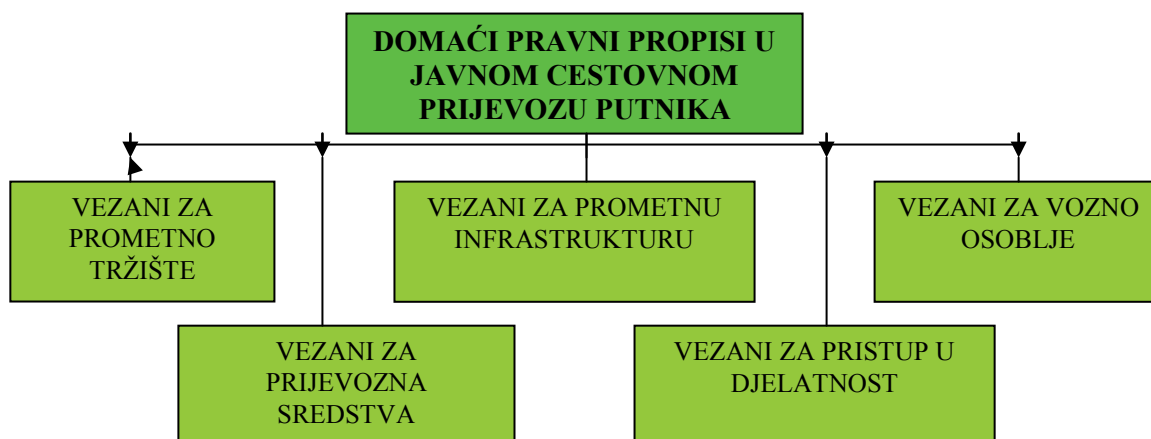 DOMAĆI PRAVNI PROPISI U
JAVNOM CESTOVNOM
PRIJEVOZU PUTNIKA
VEZANI ZA
PROMETNO
TRŽIŠTE
VEZANI ZA PROMETNU
INFRASTRUKTURU
VEZANI ZA VOZNO
OSOBLJE
VEZANI ZA
PRIJEVOZNA
SREDSTVA
VEZANI ZA PRISTUP U
DJELATNOST